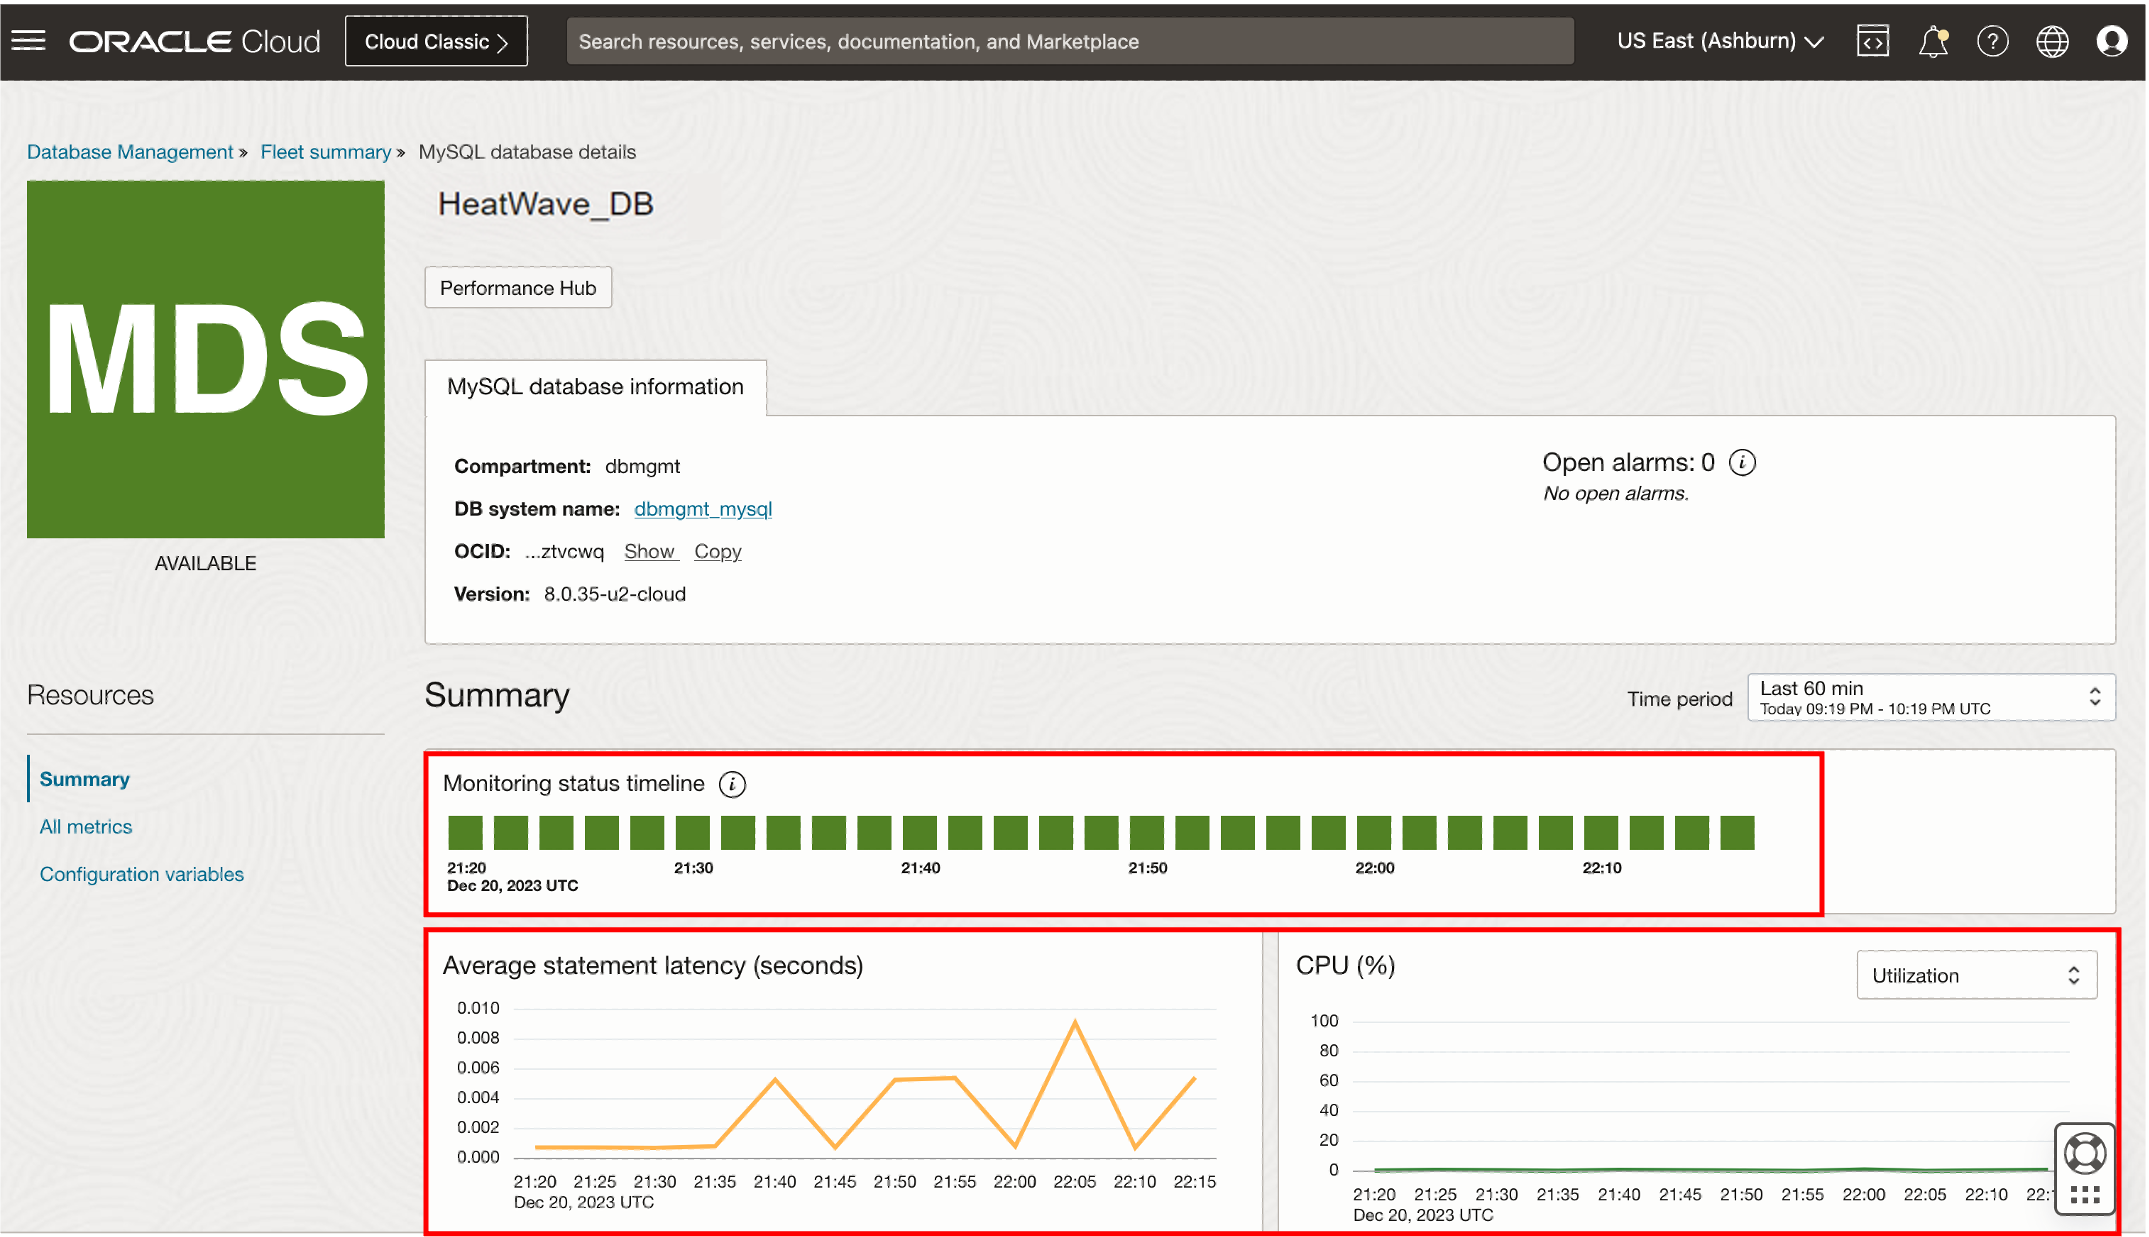 ORACLE Cloud
Cloud Classic
Search resources, services, documentation, and Marketplace
US East (Ashburn)
Database Management » Fleet summary » MySQL database details
MDS
AVAILABLE
HeatWave_DB
Performance Hub
MySQL database information
Compartment: dbmgmt
DB system name: dbmgmt_mysql
OCID: ...ztvcwq Show Copy
Version: 8.0.35-u2-cloud
Open alarms: 0
No open alarms.
Resources
Summary
All metrics
Configuration variables
Summary
Time period
Last 60 min
Today 09:19 PM - 10:19 PM UTC
Monitoring status timeline
21:20 21:30 21:40 21:50 22:00 22:10
Dec 20, 2023 UTC
Average statement latency (seconds)
0.010
0.008
0.006
0.004
0.002
0.000
21:20 21:25 21:30 21:35 21:40 21:45 21:50 21:55 22:00 22:05 22:10 22:15
Dec 20, 2023 UTC
CPU (%)
Utilization
100
80
60
40
20
0
21:20 21:25 21:30 21:35 21:40 21:45 21:50 21:55 22:00 22:05 22:10
Dec 20, 2023 UTC